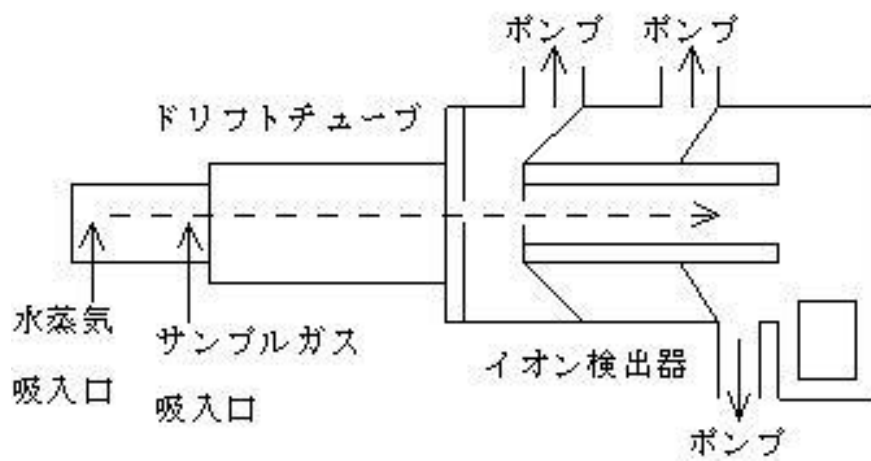 ポンプ ポンプ
ドリフトチューブ
水蒸気
吸入口
サンプルガス
吸入口
イオン検出器
ポンプ